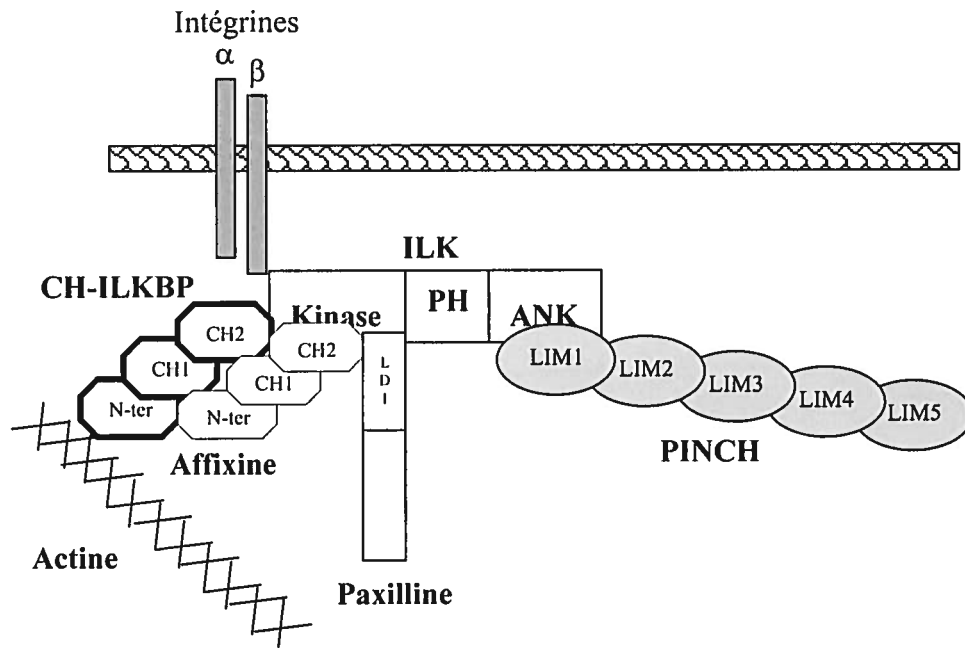 Intégrines
α
β
ILK
CH-ILKBP
Kinase
PH
ANK
CH2
CH2
LIM1
CH1
CH1
LDI
LIM2
LIM3
LIM4
LIM5
N-ter
N-ter
Affixine
PINCH
Actine
Paxilline